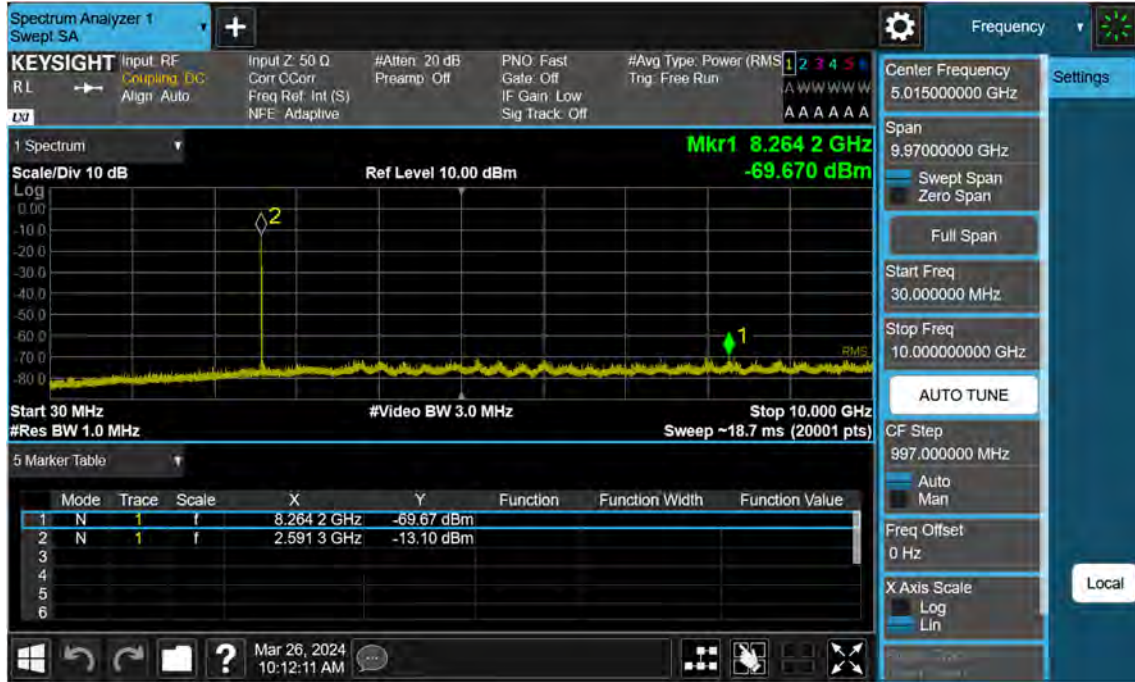 Spectrum Analyzer 1
Swept SA
+
Frequency
KEYSIGHT
RL
LXI
Input: RF
Coupling: DC
Align: Auto
Input Z: 50 Ω
Corr CCorr
Freq Ref: Int (S)
NFE: Adaptive
#Atten: 20 dB
Preamp: Off
PNO: Fast
Gate: Off
IF Gain: Low
Sig Track: Off
#Avg Type: Power (RMS
Trig: Free Run
1 2 3 4 5 6
A W W W W W
A A A A A A
1 Spectrum
Scale/Div 10 dB
Ref Level 10.00 dBm
Mkr1 8.264 2 GHz
-69.670 dBm
Log
0.00
-10.0
-20.0
-30.0
-40.0
-50.0
-60.0
-70.0
-80.0
2
1
RMS
Start 30 MHz
#Video BW 3.0 MHz
Stop 10.000 GHz
#Res BW 1.0 MHz
Sweep ~18.7 ms (20001 pts)
5 Marker Table
Mode Trace Scale X Y Function Function Width Function Value
1 N 1 f 8.264 2 GHz -69.67 dBm
2 N 1 f 2.591 3 GHz -13.10 dBm
3
4
5
6
?
Mar 26, 2024
10:12:11 AM
Center Frequency
5.015000000 GHz
Settings
Span
9.97000000 GHz
Swept Span
Zero Span
Full Span
Start Freq
30.000000 MHz
Stop Freq
10.000000000 GHz
AUTO TUNE
CF Step
997.000000 MHz
Auto
Man
Freq Offset
0 Hz
X Axis Scale
Log
Lin
Local